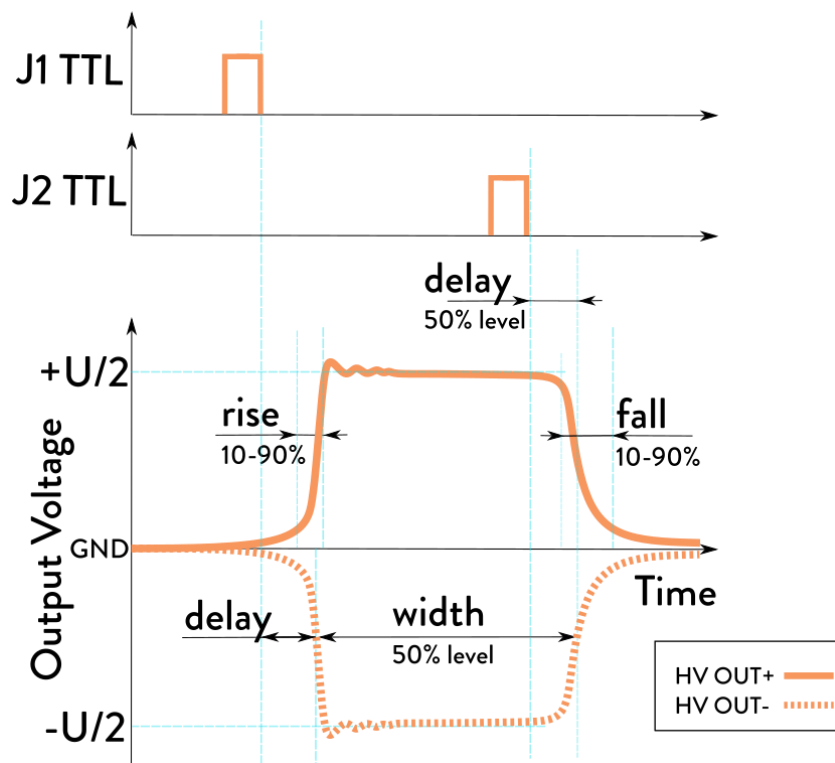 J1 TTL
J2 TTL
delay
50% level
+U/2
rise
10-90%
fall
10-90%
Output Voltage
GND
Time
delay
width
50% level
HV OUT+
HV OUT-
-U/2